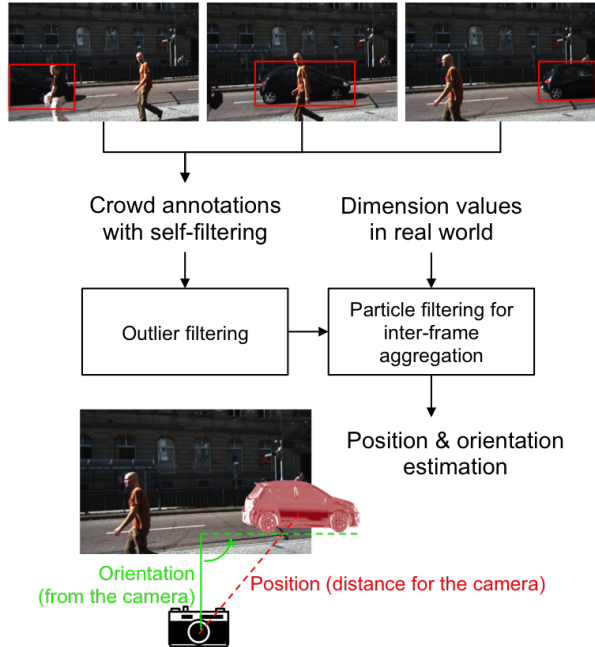 Crowd annotations
with self-filtering
Dimension values
in real world
Outlier filtering
Particle filtering for
inter-frame
aggregation
Position & orientation
estimation
Orientation
(from the camera)
Position (distance for the camera)